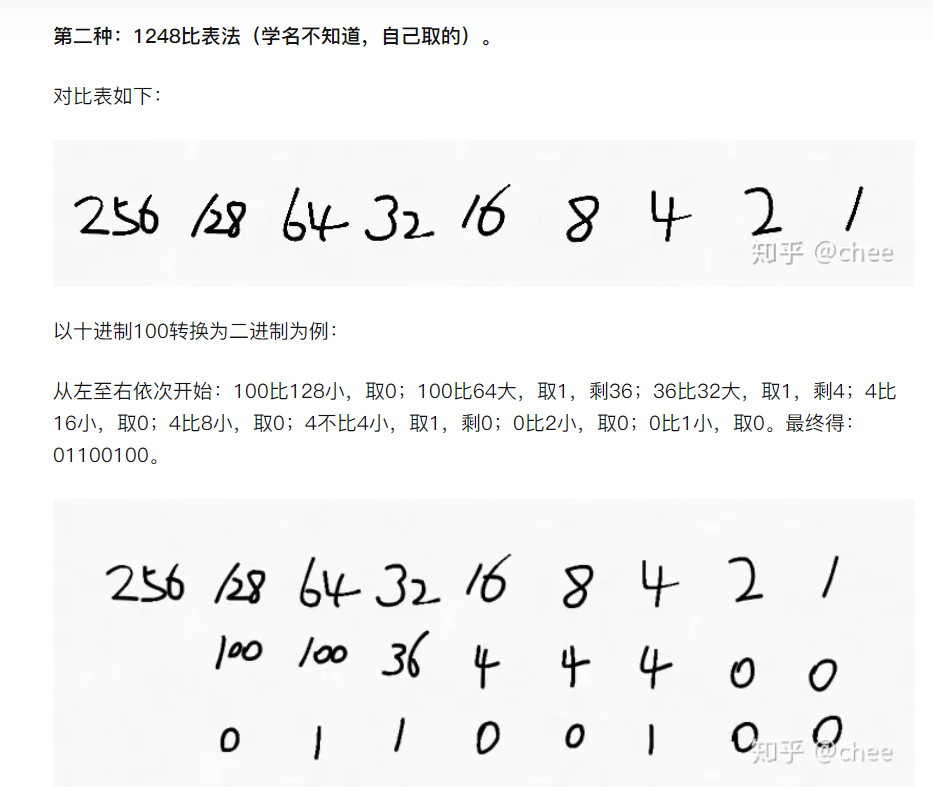 第二种：1248比表法（学名不知道，自己取的）。
对比表如下：
256 128 64 32 16 8 4 2 1
知乎 @chee
以十进制100转换为二进制为例：
从左至右依次开始：100比128小，取0；100比64大，取1，剩36；36比32大，取1，剩4；4比
16小，取0；4比8小，取0；4不比4小，取1，剩0；0比2小，取0；0比1小，取0。最终得：
01100100。
256 128 64 32 16 8 4 2 1
100 100 36 4 4 4 0 0
0 1 1 0 0 1 0 0
知乎 @chee